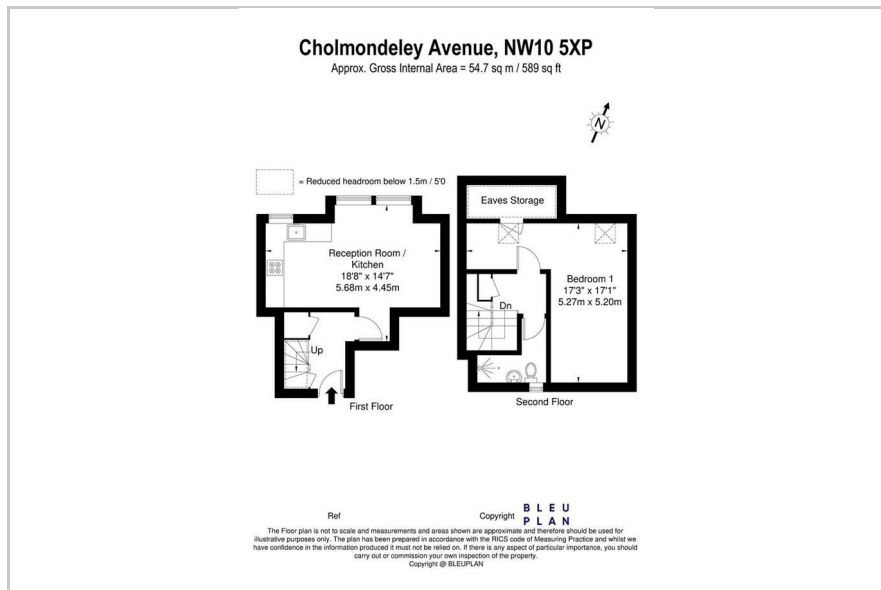 Cholmondeley Avenue, NW10 5XP
Approx. Gross Internal Area = 54.7 sq m / 589 sq ft
N
= Reduced headroom below 1.5m / 5'0
Eaves Storage
Reception Room /
Kitchen
18'8" x 14'7"
5.68m x 4.45m
Up
First Floor
Bedroom 1
17'3" x 17'1"
5.27m x 5.20m
Dn
Second Floor
Ref
Copyright
BLEU
PLAN
The Floor plan is not to scale and measurements and areas shown are approximate and therefore should be used for
illustrative purposes only. The plan has been prepared in accordance with the RICS code of Measuring Practice and whilst we
have confidence in the information produced it must not be relied on. If there is any aspect of particular importance, you should
carry out or commission your own inspection of the property.
Copyright @ BLEUPLAN